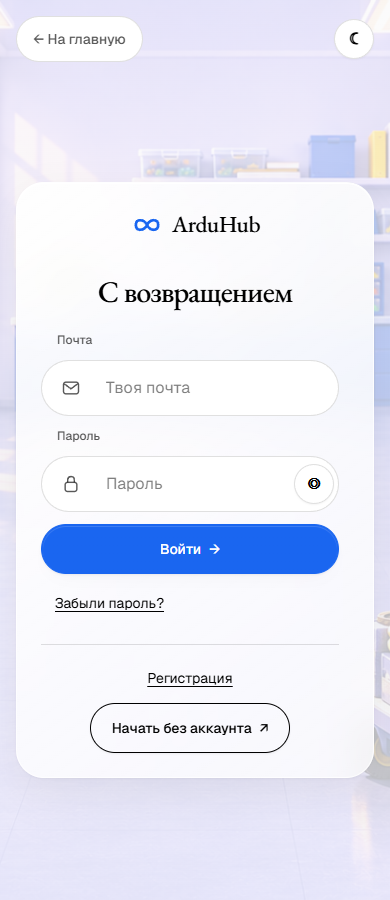 ← На главную
ArduHub
С возвращением
Почта
Твоя почта
Пароль
Пароль
Войти →
Забыли пароль?
Регистрация
Начать без аккаунта ↗